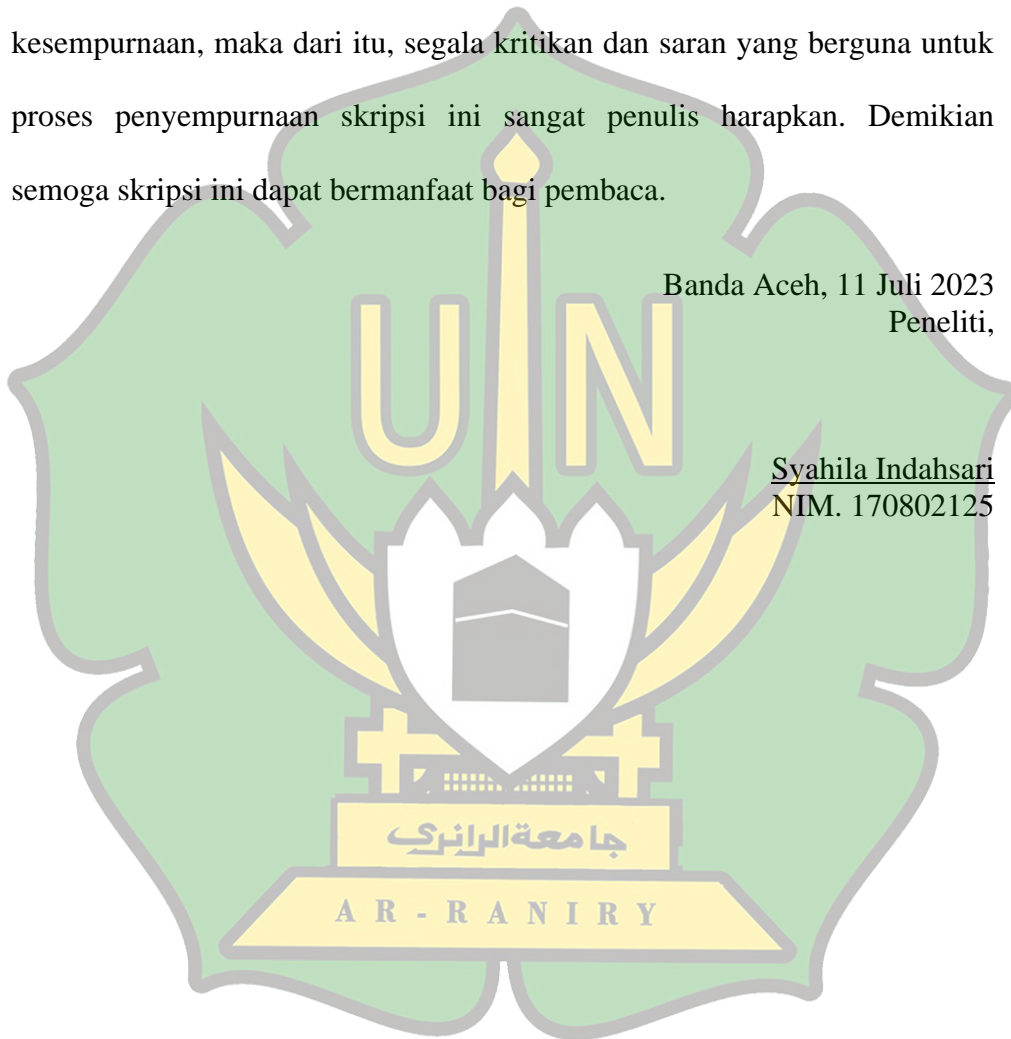 kesempurnaan, maka dari itu, segala kritikan dan saran yang berguna untuk
proses penyempurnaan skripsi ini sangat penulis harapkan. Demikian
semoga skripsi ini dapat bermanfaat bagi pembaca.
Banda Aceh, 11 Juli 2023
Peneliti,
UIN
Syahila Indahsari
NIM. 170802125
جامعة الرانري
AR-RANIRY